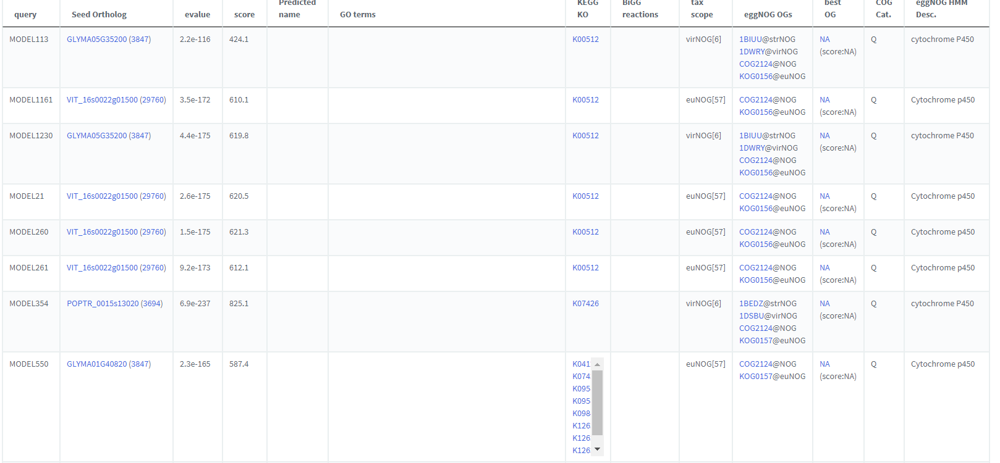 query Seed Ortholog evalue score Predicted name GO terms KEGG KO BiGG reactions tax scope eggNOG OGs best OG COG Cat. eggNOG HMM Desc.
MODEL113 GLYMA05G35200 (3847) 2.2e-116 424.1 K00512 virNOG[6] 1BIUU@strNOG NA Q cytochrome P450
1DWRY@virNOG (score:NA)
COG2124@NOG
KOG0156@euNOG
MODEL1161 VIT_16s0022g01500 (29760) 3.5e-172 610.1 K00512 euNOG[57] COG2124@NOG NA Q Cytochrome p450
KOG0156@euNOG (score:NA)
MODEL1230 GLYMA05G35200 (3847) 4.4e-175 619.8 K00512 virNOG[6] 1BIUU@strNOG NA Q cytochrome P450
1DWRY@virNOG (score:NA)
COG2124@NOG
KOG0156@euNOG
MODEL21 VIT_16s0022g01500 (29760) 2.6e-175 620.5 K00512 euNOG[57] COG2124@NOG NA Q Cytochrome p450
KOG0156@euNOG (score:NA)
MODEL260 VIT_16s0022g01500 (29760) 1.5e-175 621.3 K00512 euNOG[57] COG2124@NOG NA Q Cytochrome p450
KOG0156@euNOG (score:NA)
MODEL261 VIT_16s0022g01500 (29760) 9.2e-173 612.1 K00512 euNOG[57] COG2124@NOG NA Q Cytochrome p450
KOG0156@euNOG (score:NA)
MODEL354 POPTR_0015s13020 (3694) 6.9e-237 825.1 K07426 virNOG[6] 1BEDZ@strNOG NA Q cytochrome P450
1DSBU@virNOG (score:NA)
COG2124@NOG
KOG0157@euNOG
MODEL550 GLYMA01G40820 (3847) 2.3e-165 587.4 K041 euNOG[57] COG2124@NOG NA Q Cytochrome p450
K074 KOG0157@euNOG (score:NA)
K095
K095
K098
K126
K126
K126